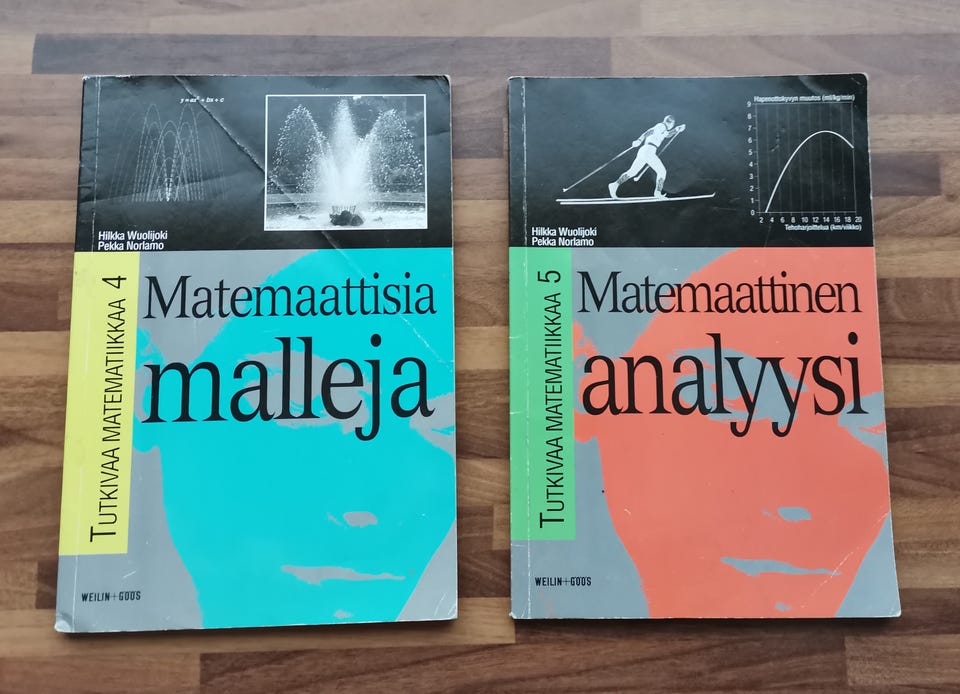 y = ax² + bx + c
Hilkka Wuolijoki
Pekka Norlamo
TUTKIVAA MATEMATIIKKAA 4
Matemaattisia
malleja
WEILIN+GÖÖS
Hapenottokyvyn muutos (ml/kg/min)
9
8
7
6
5
4
3
2
1
0
2 4 6 8 10 12 14 16 18 20
Tehoharjoittelua (km/viikko)
Hilkka Wuolijoki
Pekka Norlamo
TUTKIVAA MATEMATIIKKAA 5
Matemaattinen
analyysi
WEILIN+GÖÖS